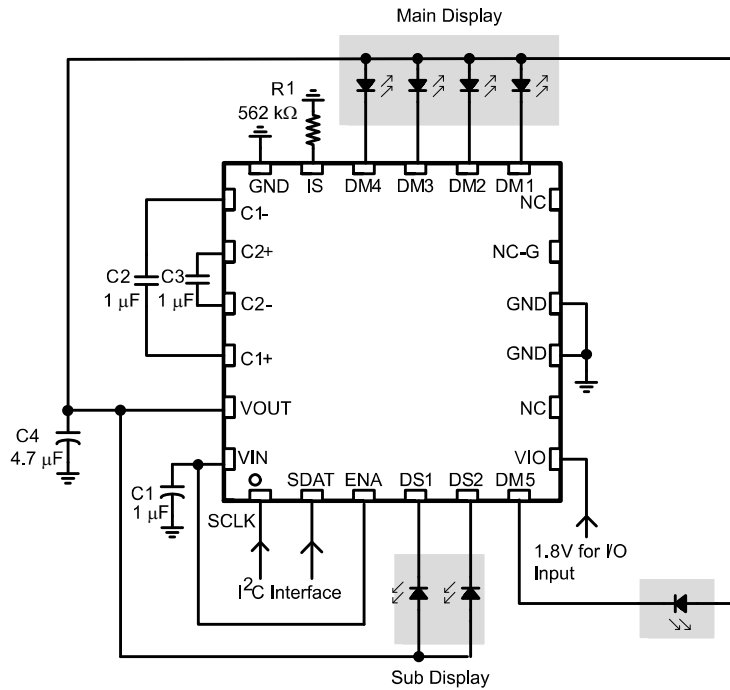 Main Display
R1
562 kΩ
GND IS DM4 DM3 DM2 DM1
C1-
NC
C2+
NC-G
C2 C3
1 μF 1 μF
C2-
GND
C1+
GND
VOUT
NC
C4
4.7 μF
VIN
VIO
C1
1 μF
SDAT ENA DS1 DS2 DM5
SCLK
I²C Interface
1.8V for I/O
Input
Sub Display